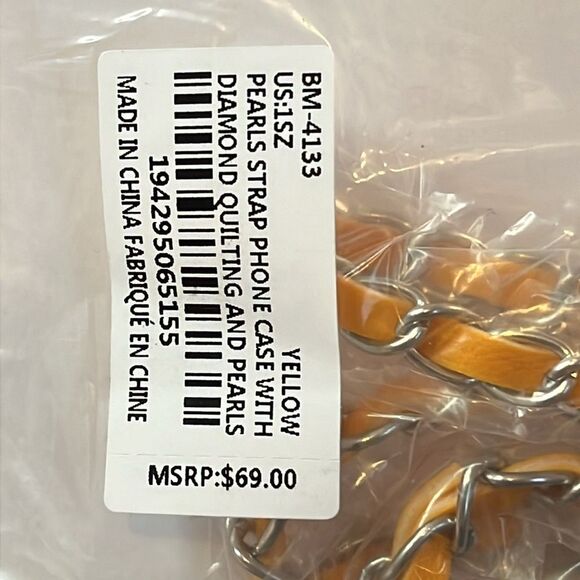 BM-4133
YELLOW
US:1SZ
PEARLS STRAP PHONE CASE WITH
DIAMOND QUILTING AND PEARLS
194295065155
MADE IN CHINA FABRIQUÉ EN CHINE
MSRP:$69.00